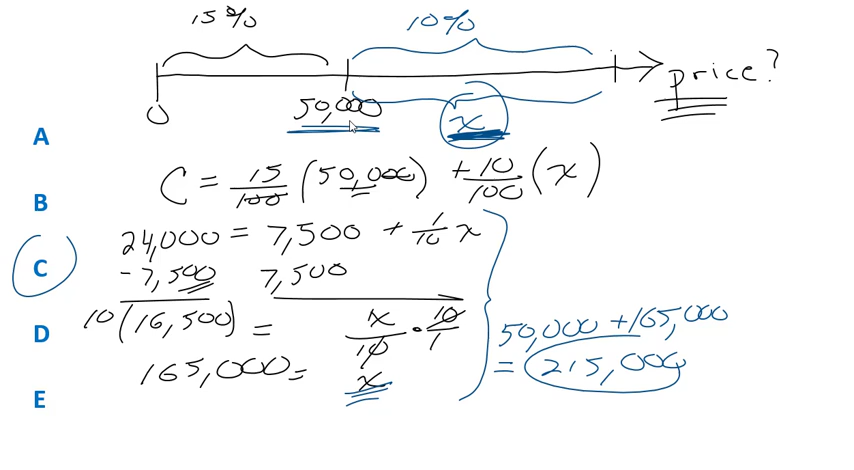 15% 10%
0 50,000 x price?
A
B C = 15/100 (50,000) + 10/100 (x)
24,000 = 7,500 + 1/10 x
C -7,500 7,500
D 10(16,500) = x/10 · 10/1
50,000 + 165,000
165,000 = x
= 215,000
E